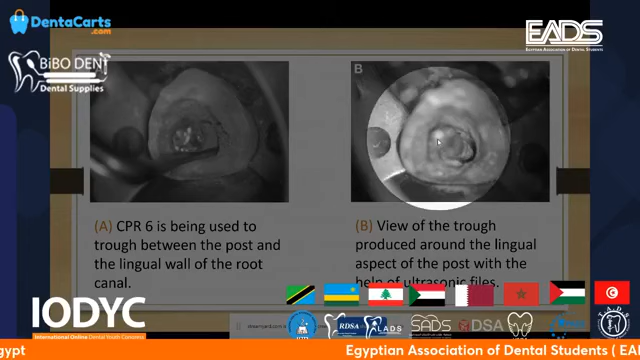 DentaCarts
.com
EADS
EGYPTIAN ASSOCIATION OF DENTAL STUDENTS
BiBO DENT
Dental Supplies
B
(A) CPR 6 is being used to
trough between the post and
the lingual wall of the root
canal.
(B) View of the trough
produced around the lingual
aspect of the post with the
help of ultrasonic files.
IODYC
International Online Dental Youth Congress
RDSA
LADS
SADS
DSA
gypt
Egyptian Association of Dental Students ( EA